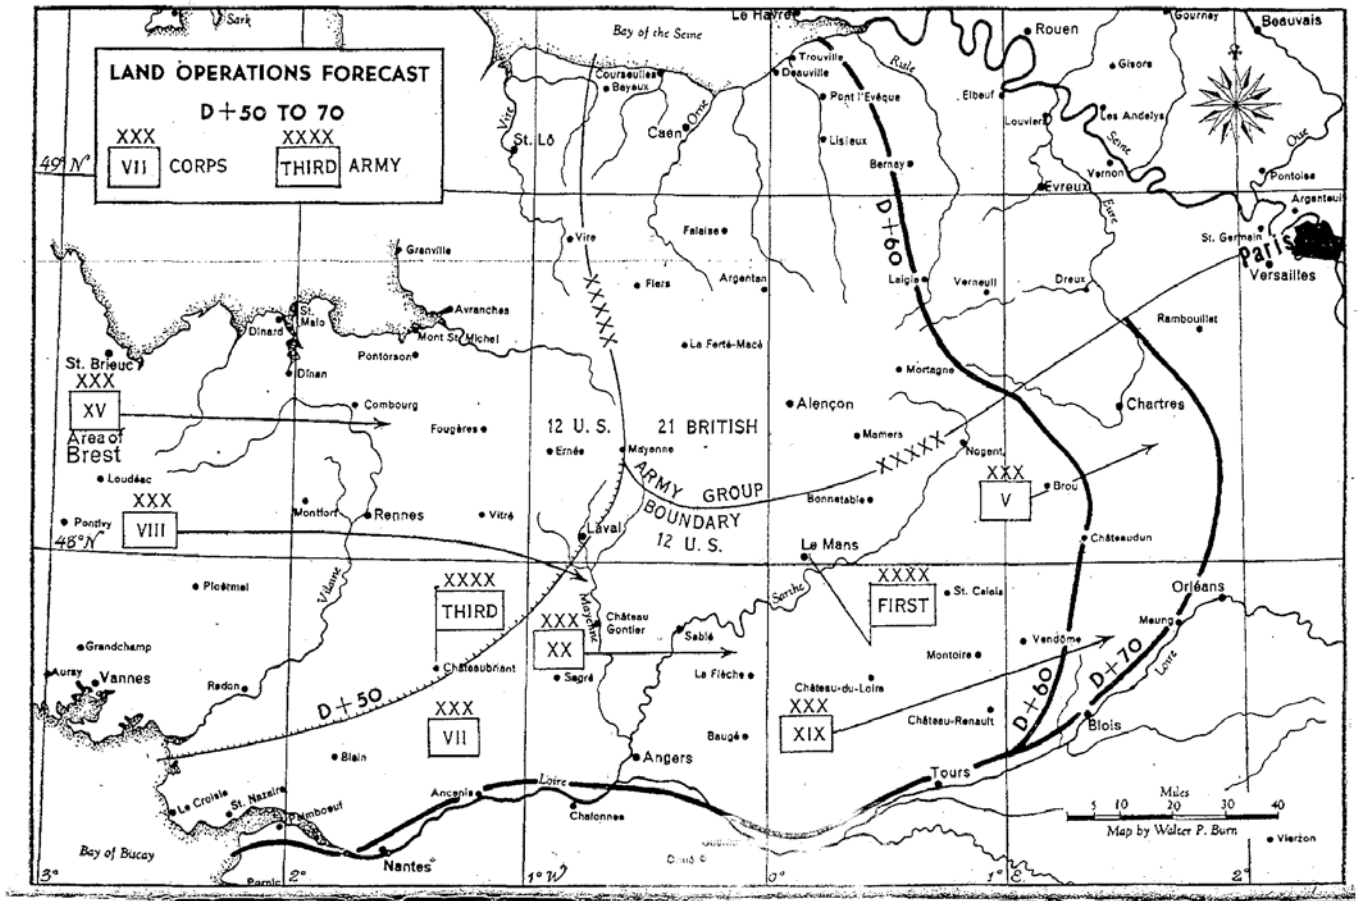 Sark
Le Havre
Bay of the Seine
Rouen
Gournay
Beauvais
LAND OPERATIONS FORECAST
D+50 TO 70
XXX
VII CORPS
XXXX
THIRD ARMY
Trouville
Deauville
Risle
Gisors
Courseulles
Bayeux
Pont l'Evêque
Elbeuf
Les Andelys
Vire
Orne
Caen
Louviers
Seine
Oise
St. Lô
Lisieux
49° N
Bernay
Vernon
Pontoise
Evreux
Eure
Argenteuil
Vire
Falaise
D+60
St. Germain
Paris
Granville
Versailles
Flers
Argentan
Laigle
Verneuil
Dreux
XXXXX
Avranches
St. Malo
Dinard
Rambouillet
Mont St. Michel
La Ferté-Macé
St. Brieuc
Pontorson
Dinan
Mortagne
XXX
XV
Combourg
Alençon
Chartres
Area of
Brest
Fougères
12 U.S.
21 BRITISH
Mamers
Ernée
Mayenne
XXXXX
Nogent
Loudéac
ARMY GROUP
BOUNDARY
12 U.S.
XXX
V
Brou
XXX
VIII
Montfort
Rennes
Vitré
Bonnetable
Pontivy
48° N
Laval
Châteaudun
Le Mans
Ploërmel
Vilaine
XXXX
THIRD
Mayenne
Sarthe
XXXX
FIRST
St. Calais
Orléans
XXX
XX
Château
Gontier
Sablé
Meung
Grandchamp
Vendôme
Auray
Vannes
Châteaubriant
Segré
La Flèche
Montoire
D+70
Loire
Redon
D+50
Château-du-Loire
XXX
XIX
Château-Renault
D+60
Blois
XXX
VII
Baugé
Blain
Angers
Tours
Loire
Le Croisic
St. Nazaire
Ancenis
Chalonnes
Paimboeuf
Miles
5 10 20 30 40
Map by Walter P. Burn
Vierzon
Bay of Biscay
Nantes
Pornic
3°
2°
1° W
0°
1° E
2°